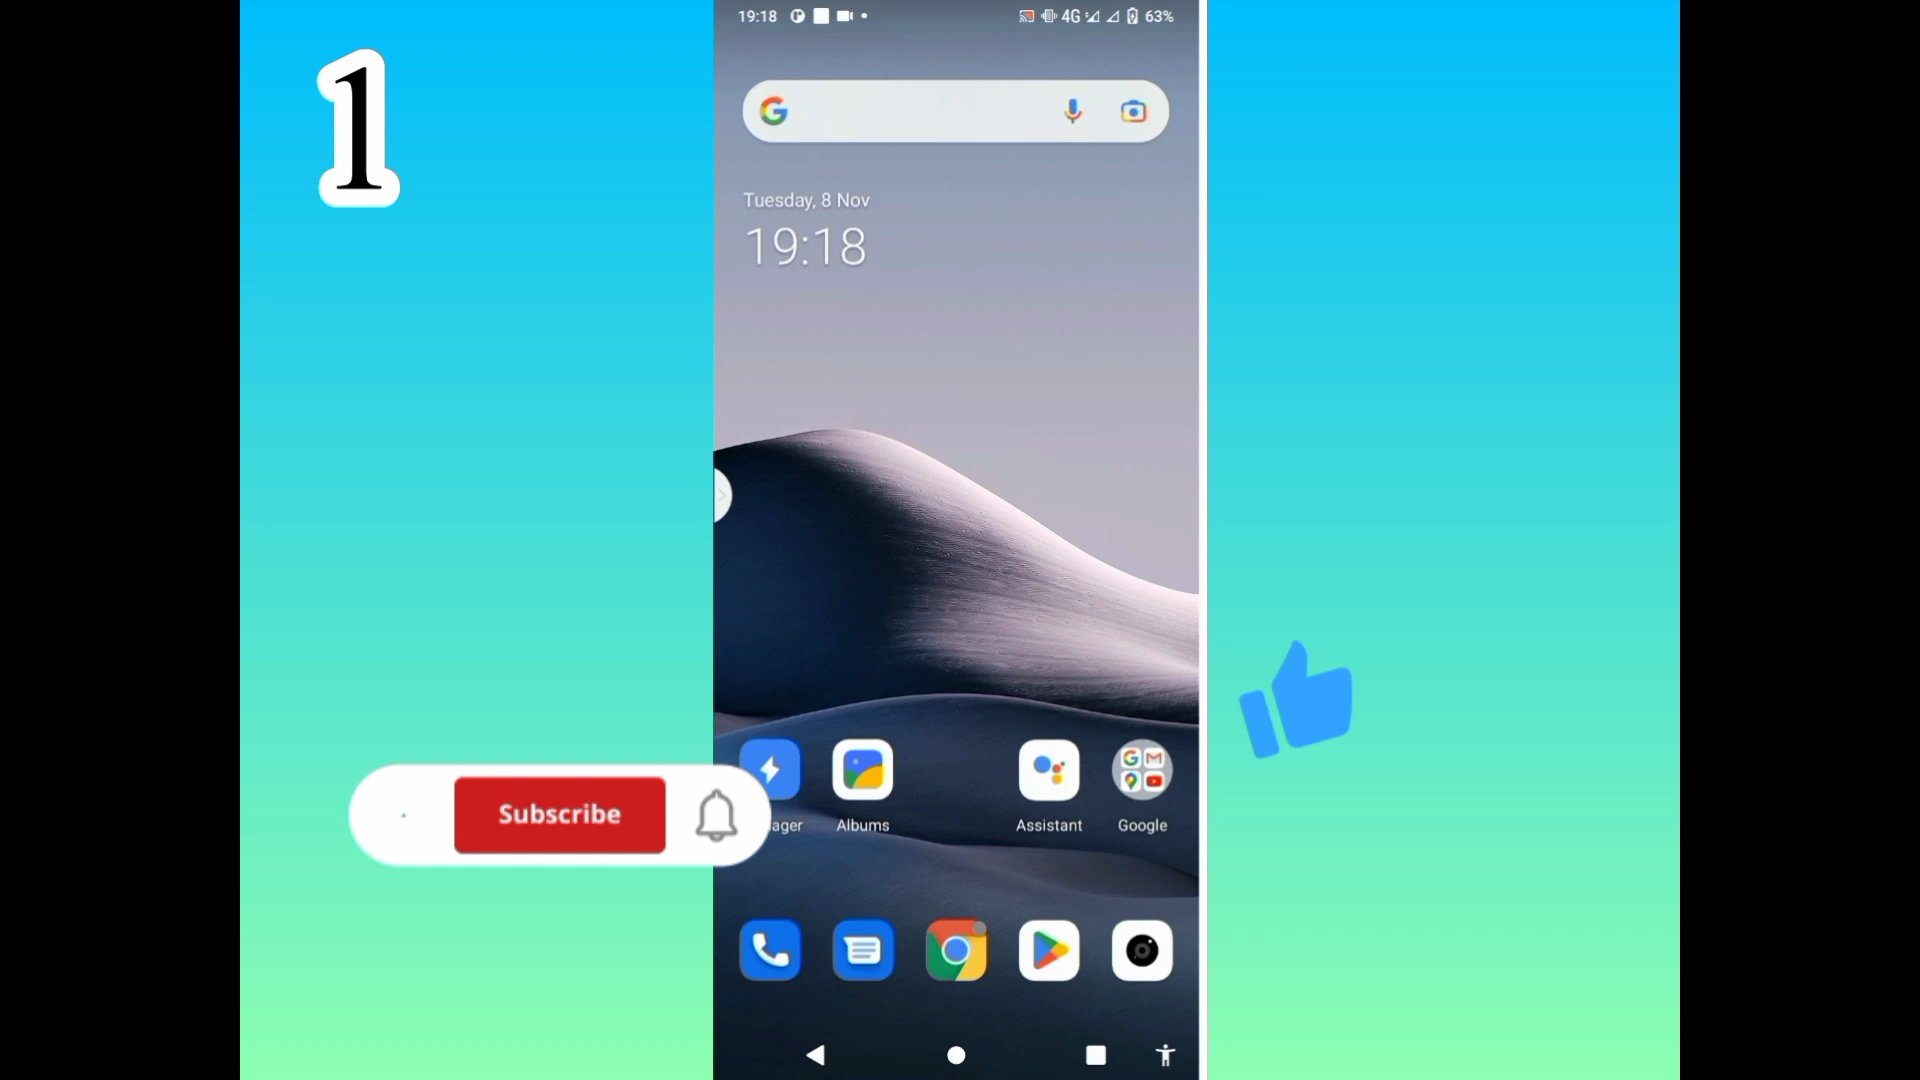 1
19:18
4G
63%
Tuesday, 8 Nov
19:18
Subscribe
ager
Albums
Assistant
Google